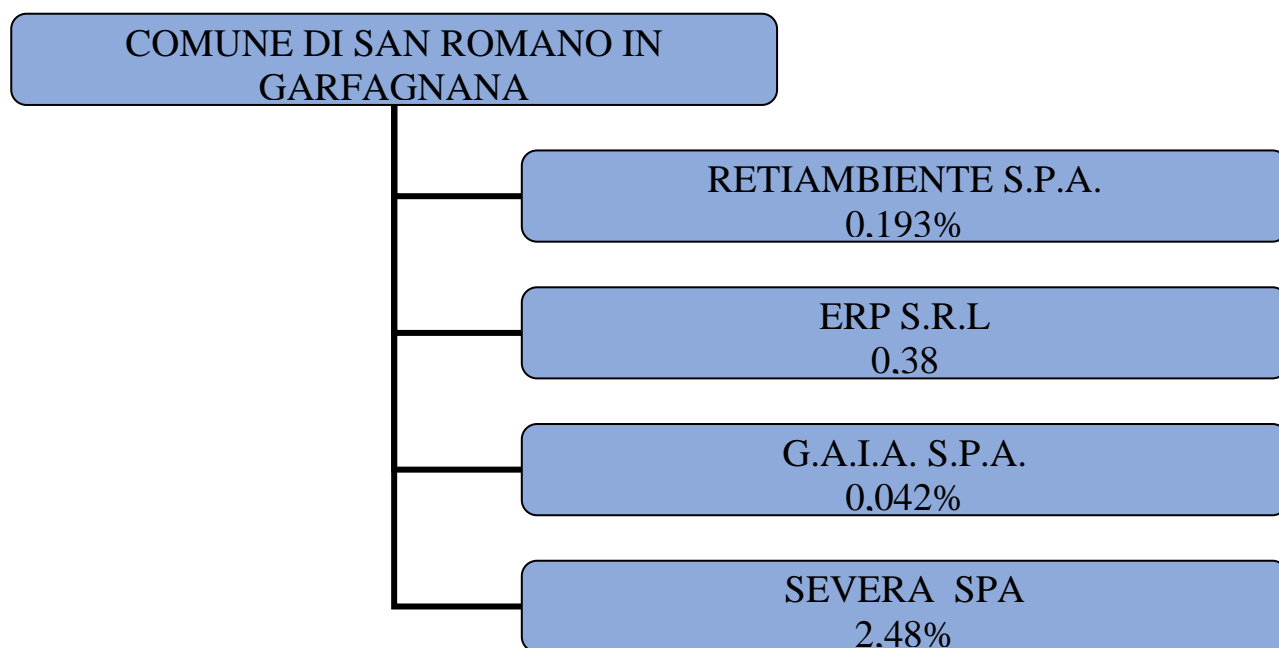 COMUNE DI SAN ROMANO IN
GARFAGNANA
RETIAMBIENTE S.P.A.
0,193%
ERP S.R.L
0,38
G.A.I.A. S.P.A.
0,042%
SEVERA SPA
2,48%